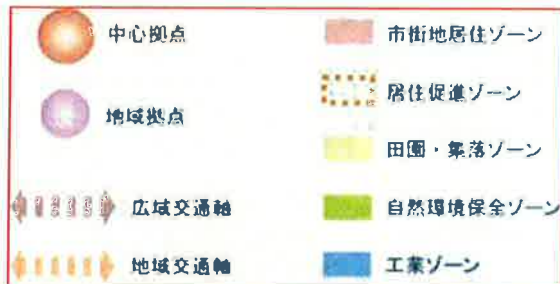 中心拠点
地域拠点
広域交通軸
地域交通軸
市街地居住ゾーン
居住促進ゾーン
田園・集落ゾーン
自然環境保全ゾーン
工業ゾーン